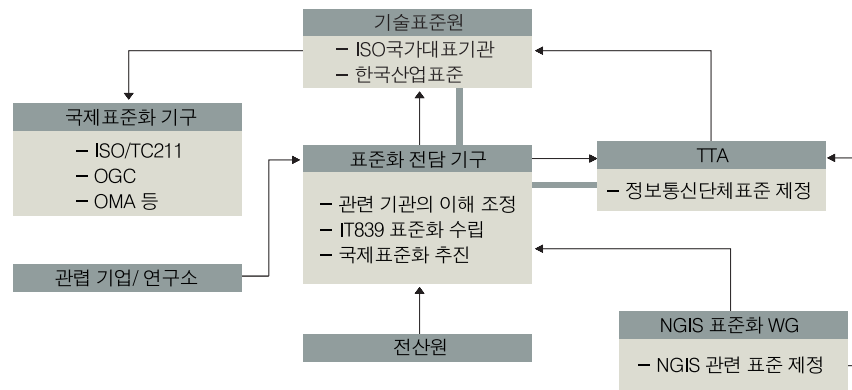 기술표준원
– ISO국가대표기관
– 한국산업표준
국제표준화 기구
– ISO/TC211
– OGC
– OMA 등
표준화 전담 기구
– 관련 기관의 이해 조정
– IT839 표준화 수립
– 국제표준화 추진
TTA
– 정보통신단체표준 제정
관렵 기업/ 연구소
전산원
NGIS 표준화 WG
– NGIS 관련 표준 제정